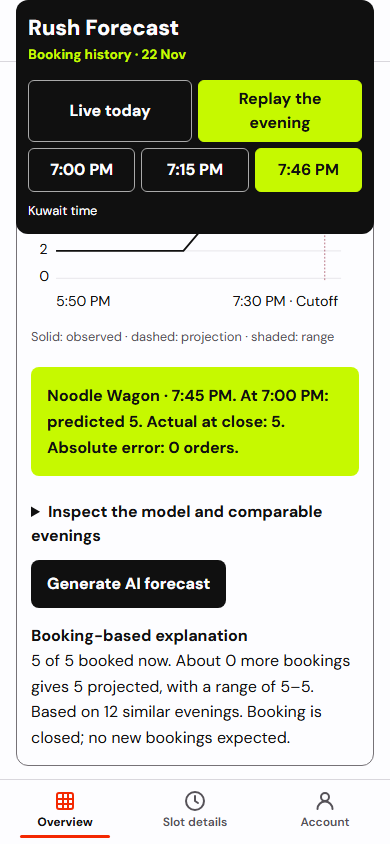 Rush Forecast
Booking history · 22 Nov
Live today
Replay the
evening
7:00 PM
7:15 PM
7:46 PM
Kuwait time
2
0
5:50 PM
7:30 PM · Cutoff
Solid: observed · dashed: projection · shaded: range
Noodle Wagon · 7:45 PM. At 7:00 PM:
predicted 5. Actual at close: 5.
Absolute error: 0 orders.
Inspect the model and comparable
evenings
Generate AI forecast
Booking-based explanation
5 of 5 booked now. About 0 more bookings
gives 5 projected, with a range of 5–5.
Based on 12 similar evenings. Booking is
closed; no new bookings expected.
Overview
Slot details
Account